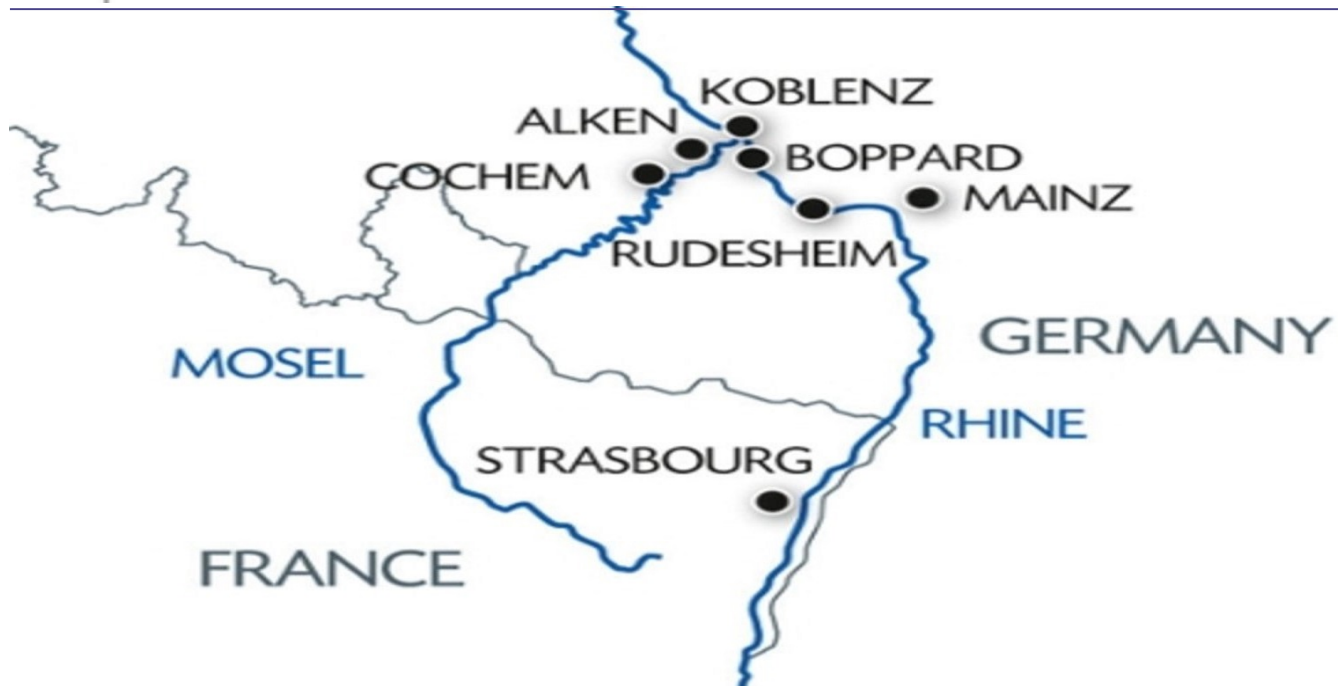 KOBLENZ
ALKEN
BOPPARD
COCHEM
MAINZ
RUDESHEIM
GERMANY
MOSEL
RHINE
STRASBOURG
FRANCE